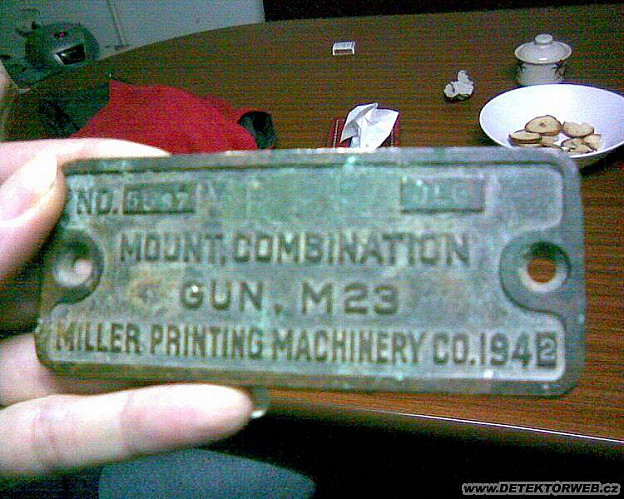 NO.
MOUNT, COMBINATION
GUN, M23
MILLER PRINTING MACHINERY CO. 1942
www.DETEKTORWEB.cz